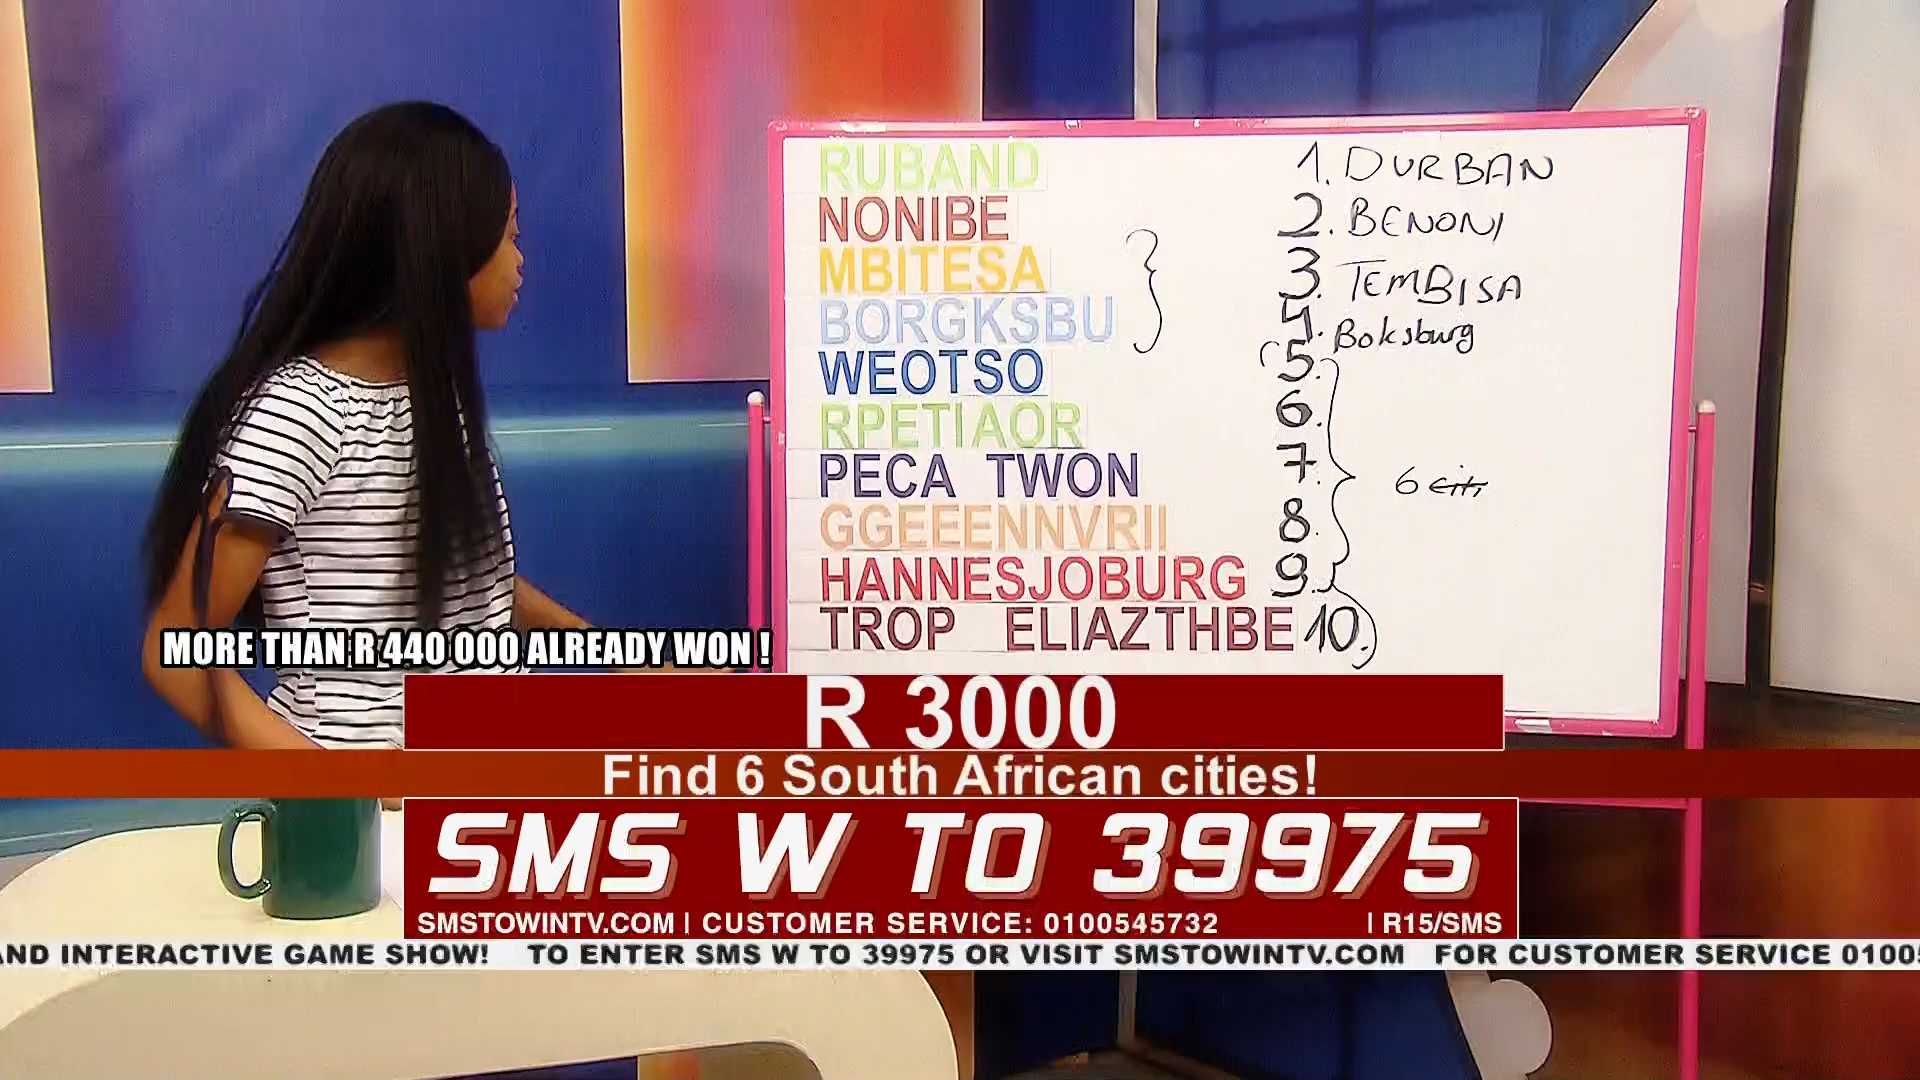 RUBAND
NONIBE
MBITESA
BORGKSBU
WEOTSO
RPETIAOR
PECA TWON
GGEEENNVRII
HANNESJOBURG
TROP ELIAZTHBE
1. DURBAN
2. BENONI
3. TEMBISA
4. Boksburg
5.
6.
7.
8.
9.
10.
6 citi
MORE THAN R 440 000 ALREADY WON !
R 3000
Find 6 South African cities!
SMS W TO 39975
SMSTOWINTV.COM | CUSTOMER SERVICE: 0100545732 | R15/SMS
AND INTERACTIVE GAME SHOW! TO ENTER SMS W TO 39975 OR VISIT SMSTOWINTV.COM FOR CUSTOMER SERVICE 0100